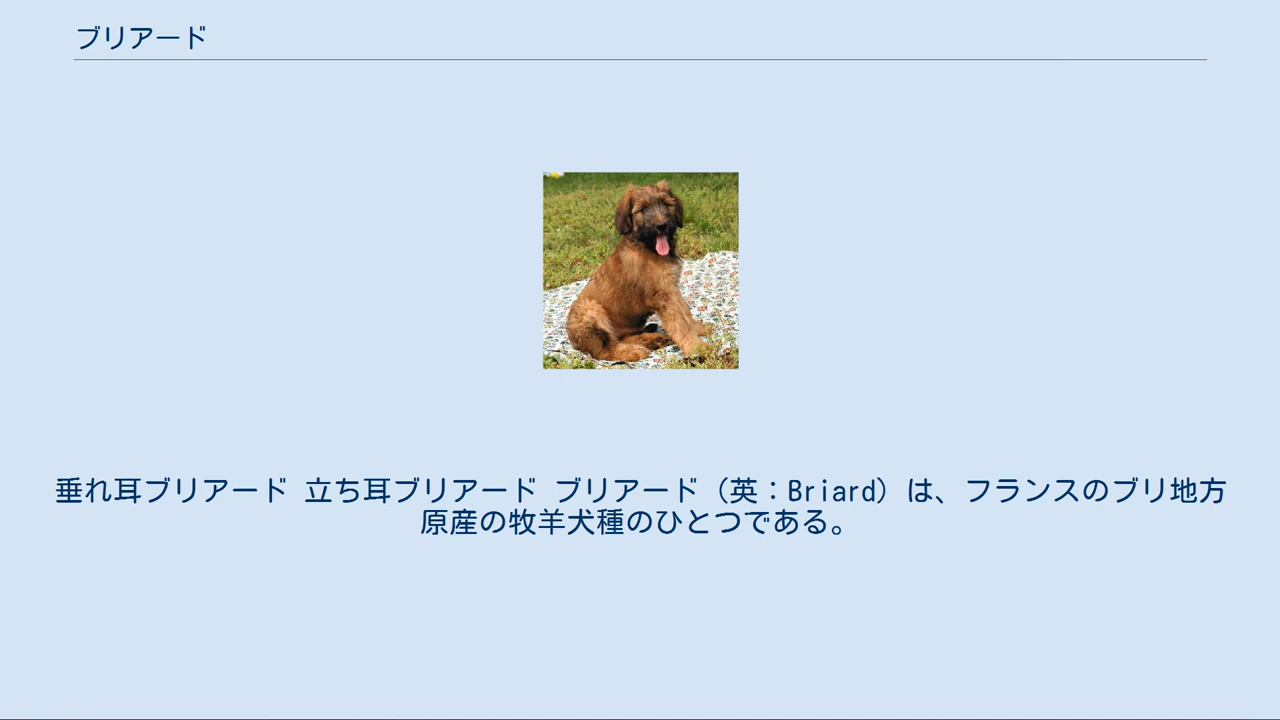 ブリアード
垂れ耳ブリアード 立ち耳ブリアード ブリアード（英：Briard）は、フランスのブリ地方
原産の牧羊犬種のひとつである。